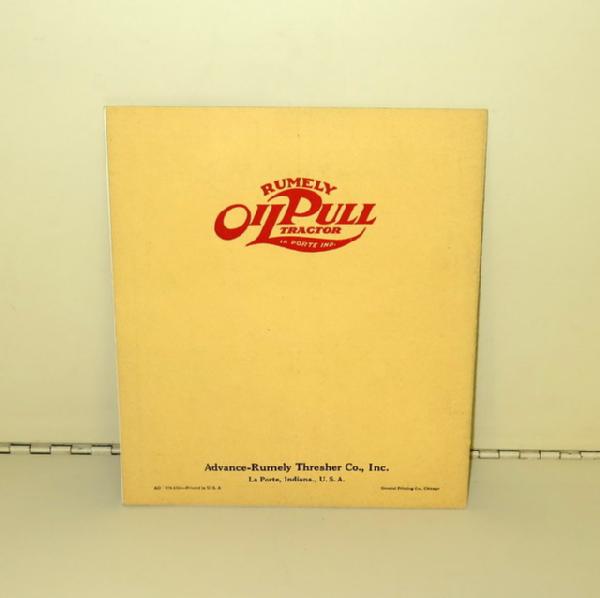 RUMELY
OILPULL
TRACTOR
LA PORTE IND.
Advance-Rumely Thresher Co., Inc.
La Porte, Indiana, U. S. A.
Printed in U. S. A
General Printing Co., Chicago